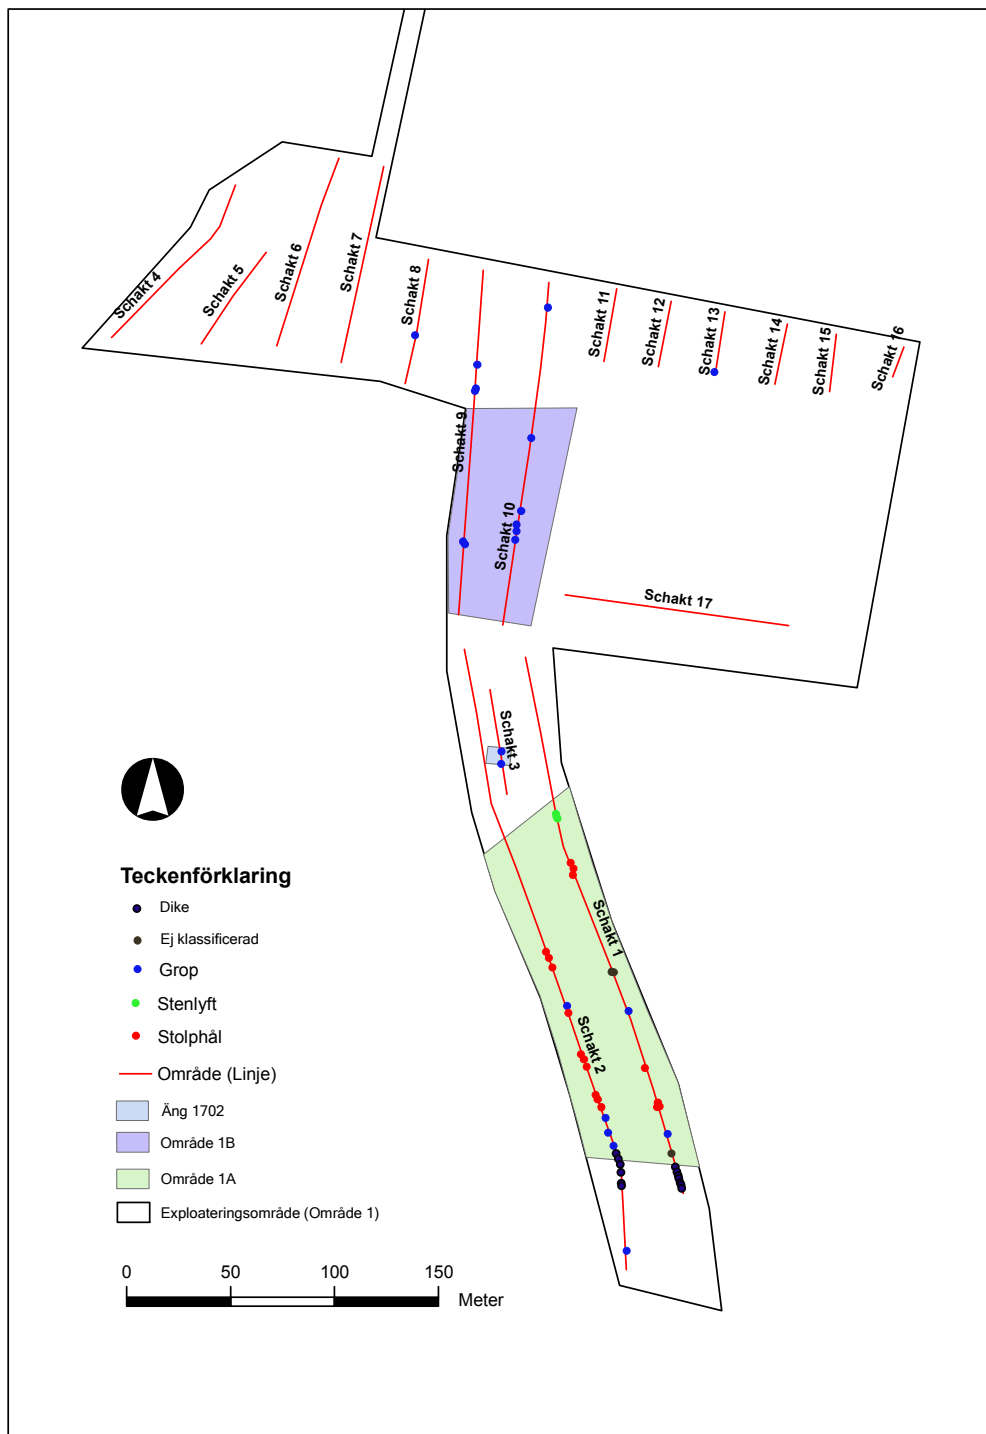 Schakt 4
Schakt 5
Schakt 6
Schakt 7
Schakt 8
Schakt 9
Schakt 10
Schakt 11
Schakt 12
Schakt 13
Schakt 14
Schakt 15
Schakt 16
Schakt 17
Schakt 3
Schakt 1
Schakt 2
Teckenförklaring
Dike
Ej klassificerad
Grop
Stenlyft
Stolphål
Område (Linje)
Äng 1702
Område 1B
Område 1A
Exploateringsområde (Område 1)
0 50 100 150
Meter